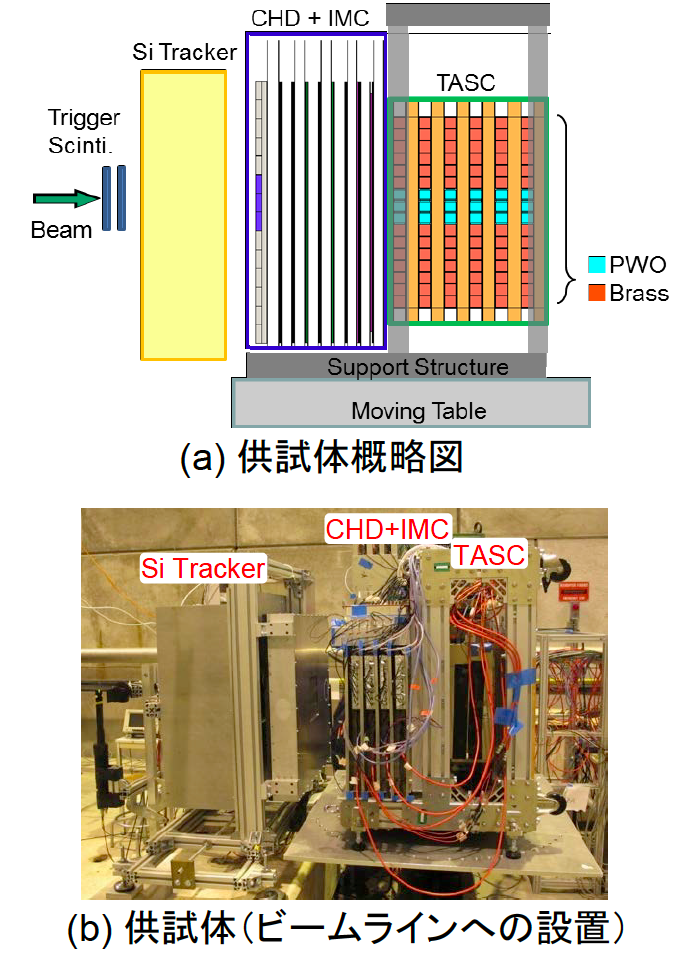 CHD + IMC
Si Tracker
TASC
Trigger
Scinti.
Beam
PWO
Brass
Support Structure
Moving Table
(a) 供試体概略図
CHD+IMC
TASC
Si Tracker
(b) 供試体(ビームラインへの設置)